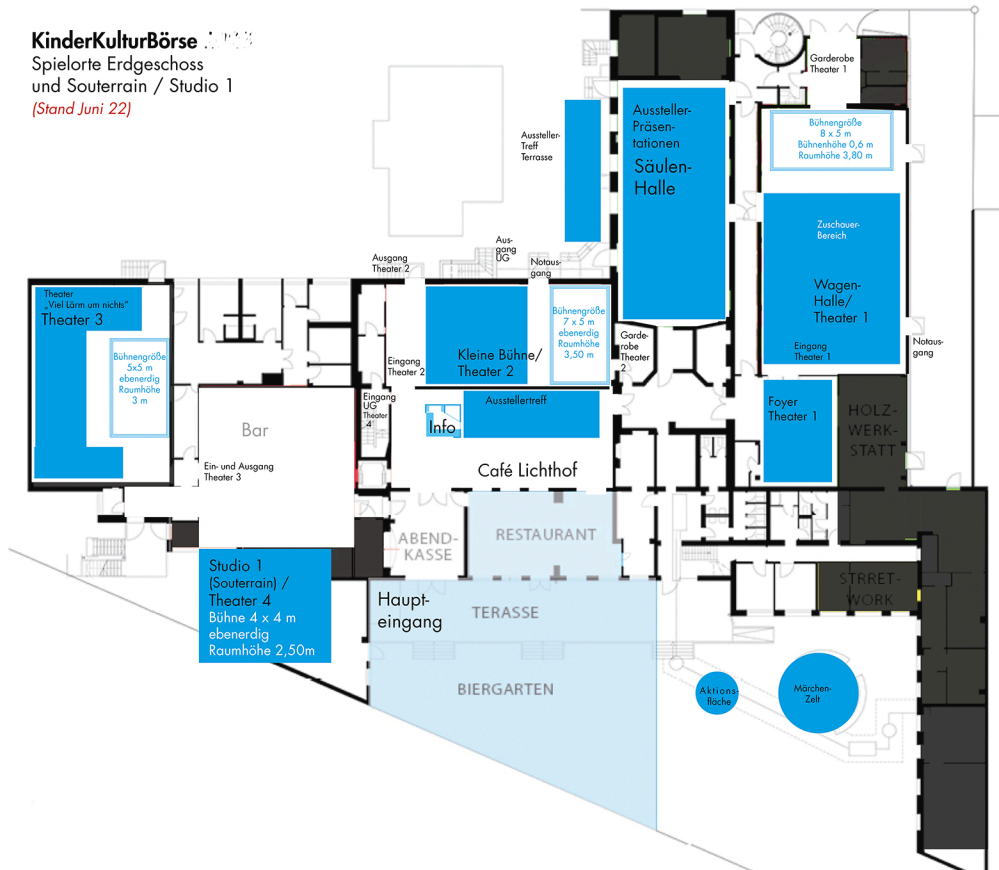 KinderKulturBörse
Spielorte Erdgeschoss
und Souterrain / Studio 1
(Stand Juni 22)
Garderobe
Theater 1
Bühnengröße
8 x 5 m
Bühnenhöhe 0,6 m
Raumhöhe 3,80 m
Aussteller-
Präsen-
tationen
Säulen-
Halle
Aussteller-
Treff
Terrasse
Zuschauer-
Bereich
Wagen-
Halle/
Theater 1
Eingang
Theater 1
Notaus-
gang
Aus-
gang
UG
Ausgang
Theater 2
Notaus-
gang
Theater
„Viel Lärm um nichts"
Theater 3
Bühnengröße
5x5 m
ebenerdig
Raumhöhe
3 m
Bühnengröße
7 x 5 m
ebenerdig
Raumhöhe
3,50 m
Kleine Bühne/
Theater 2
Eingang
Theater 2
Garde-
robe
Theater
2
Eingang
UG
Theater
4
Info
Ausstellertreff
Café Lichthof
Foyer
Theater 1
HOLZ-
WERK-
STATT
Bar
Ein- und Ausgang
Theater 3
ABEND-
KASSE
RESTAURANT
Studio 1
(Souterrain) /
Theater 4
Bühne 4 x 4 m
ebenerdig
Raumhöhe 2,50m
Haupt-
eingang
TERASSE
BIERGARTEN
STRRET-
WORK
Aktions-
fläche
Märchen-
Zelt